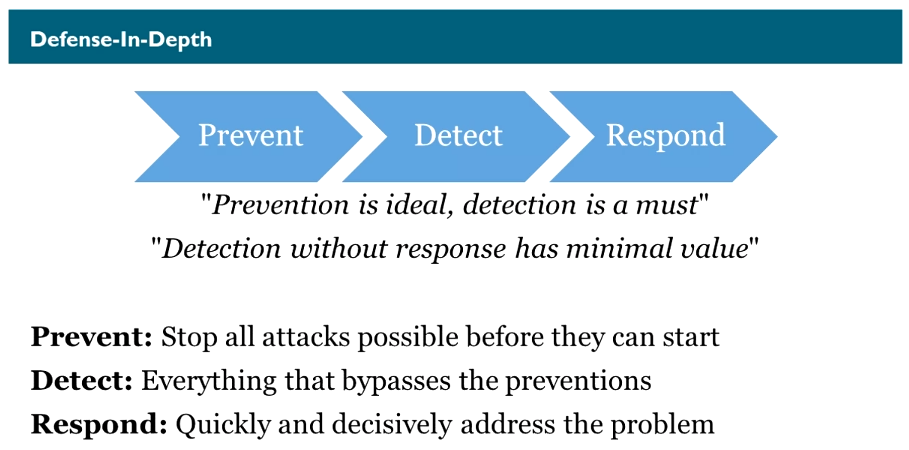 Defense-In-Depth
Prevent
Detect
Respond
"Prevention is ideal, detection is a must"
"Detection without response has minimal value"
Prevent: Stop all attacks possible before they can start
Detect: Everything that bypasses the preventions
Respond: Quickly and decisively address the problem